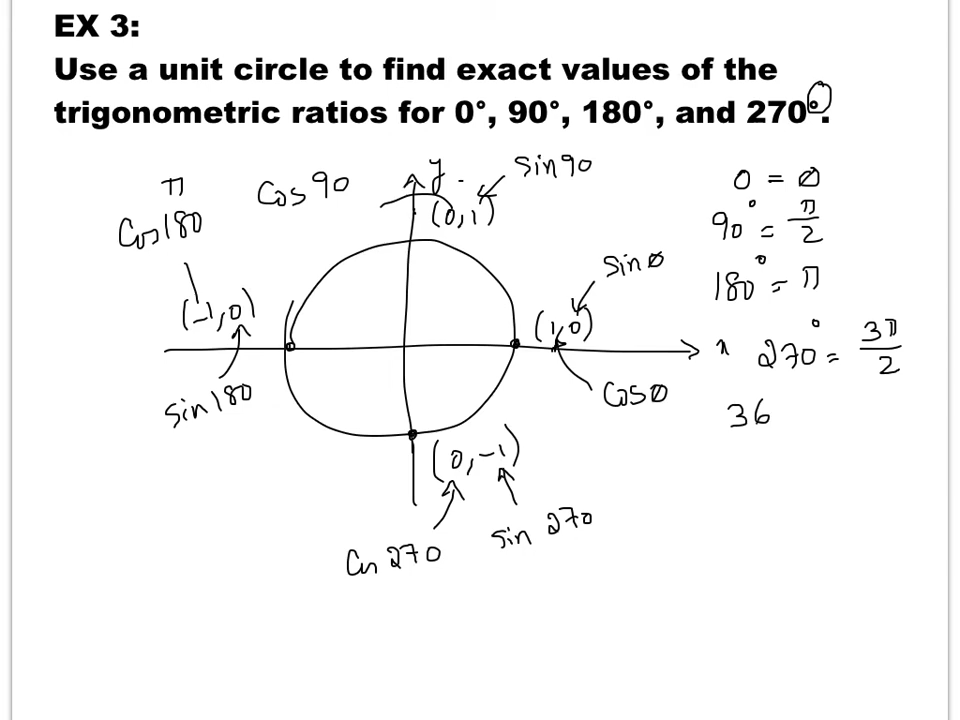 EX 3:
Use a unit circle to find exact values of the
trigonometric ratios for 0°, 90°, 180°, and 270°.
π
Cos 180
Cos 90
y
sin 90
(0,1)
0 = 0
90° = π/2
180° = π
270° = 3π/2
36
sin 0
(-1,0)
(1,0)
x
sin 180
Cos 0
(0,-1)
Cos 270
sin 270